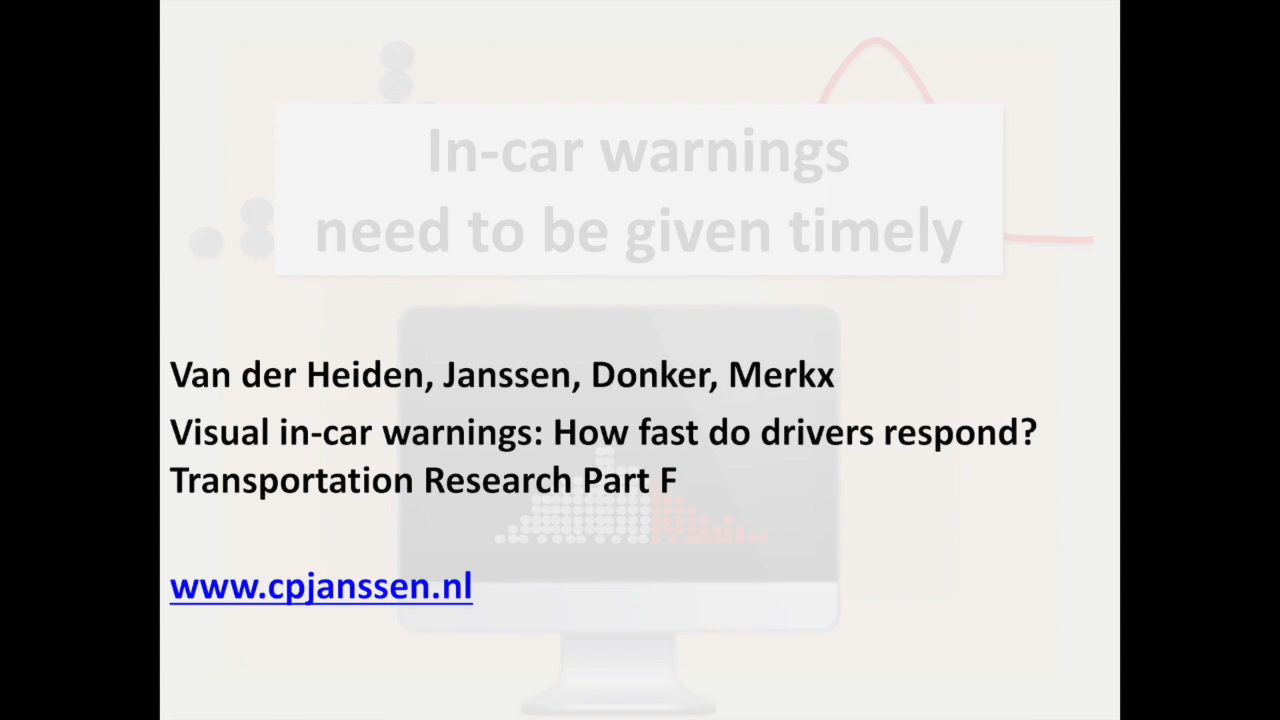 In-car warnings
need to be given timely
Van der Heiden, Janssen, Donker, Merkx
Visual in-car warnings: How fast do drivers respond?
Transportation Research Part F
www.cpjanssen.nl